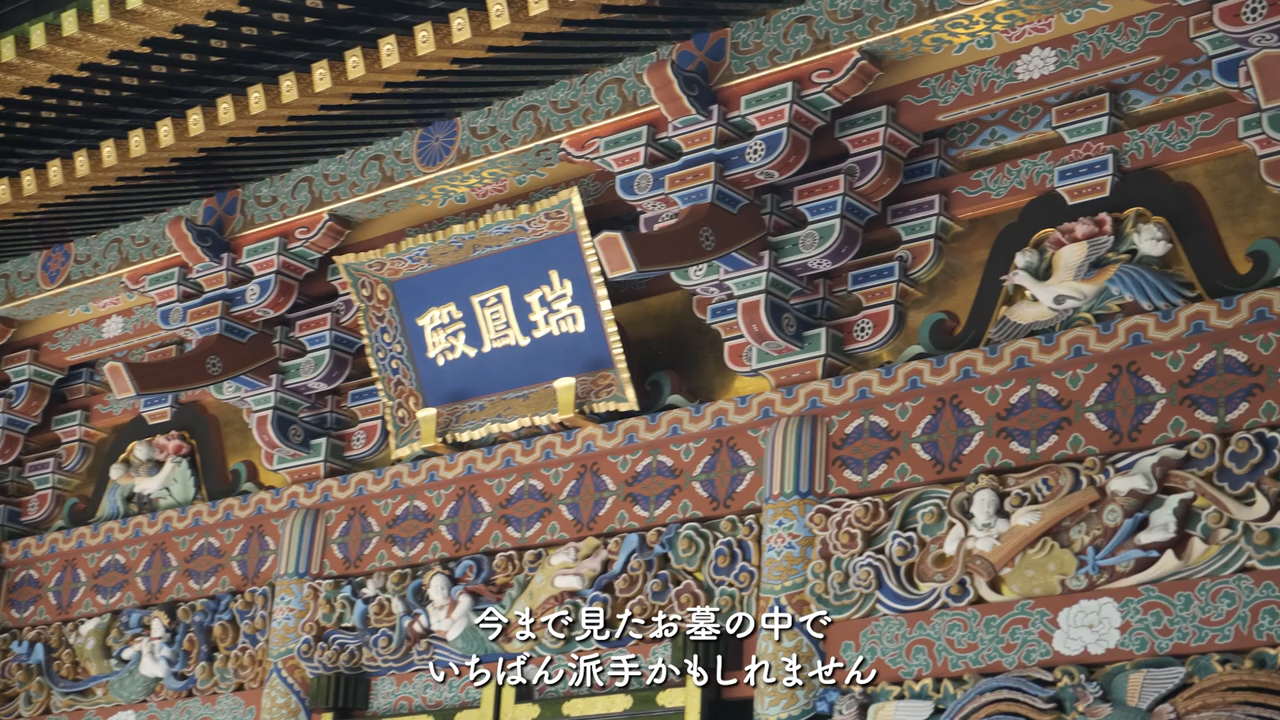 瑞鳳殿
今まで見たお墓の中で
いちばん派手かもしれません